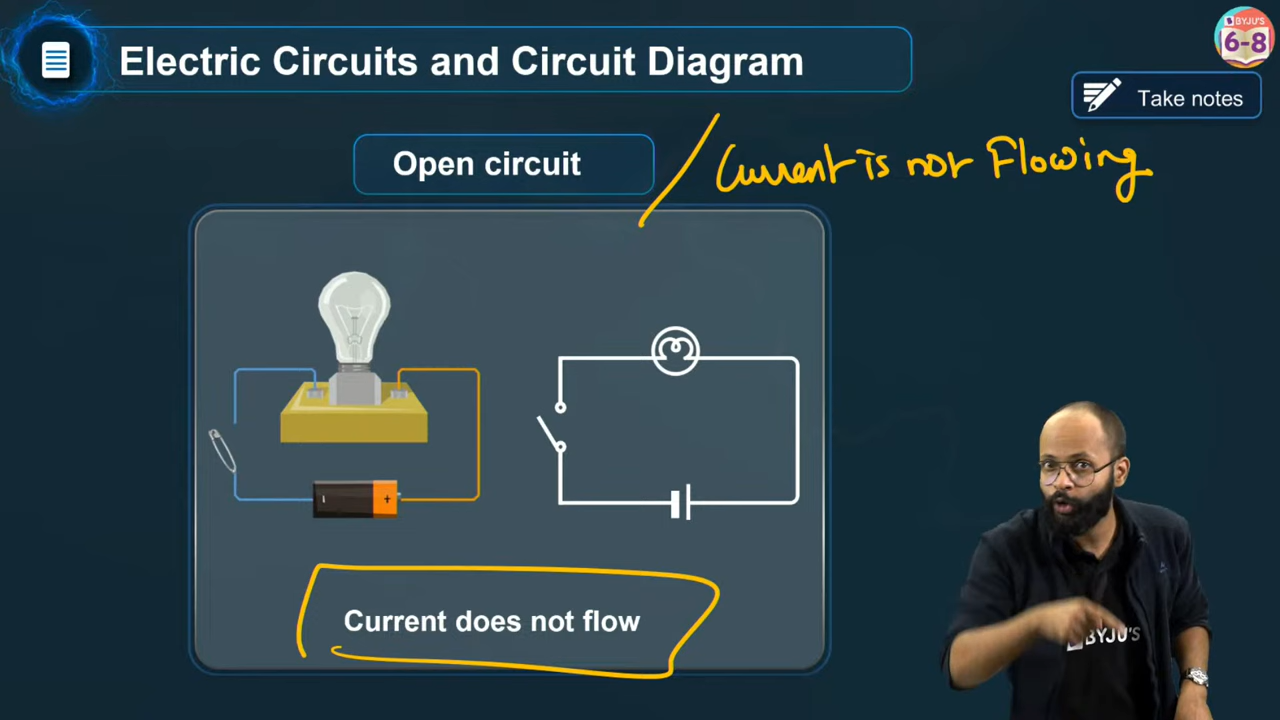 Electric Circuits and Circuit Diagram
BYJU'S
6-8
Take notes
Open circuit
Current is not Flowing
+
Current does not flow
BYJU'S